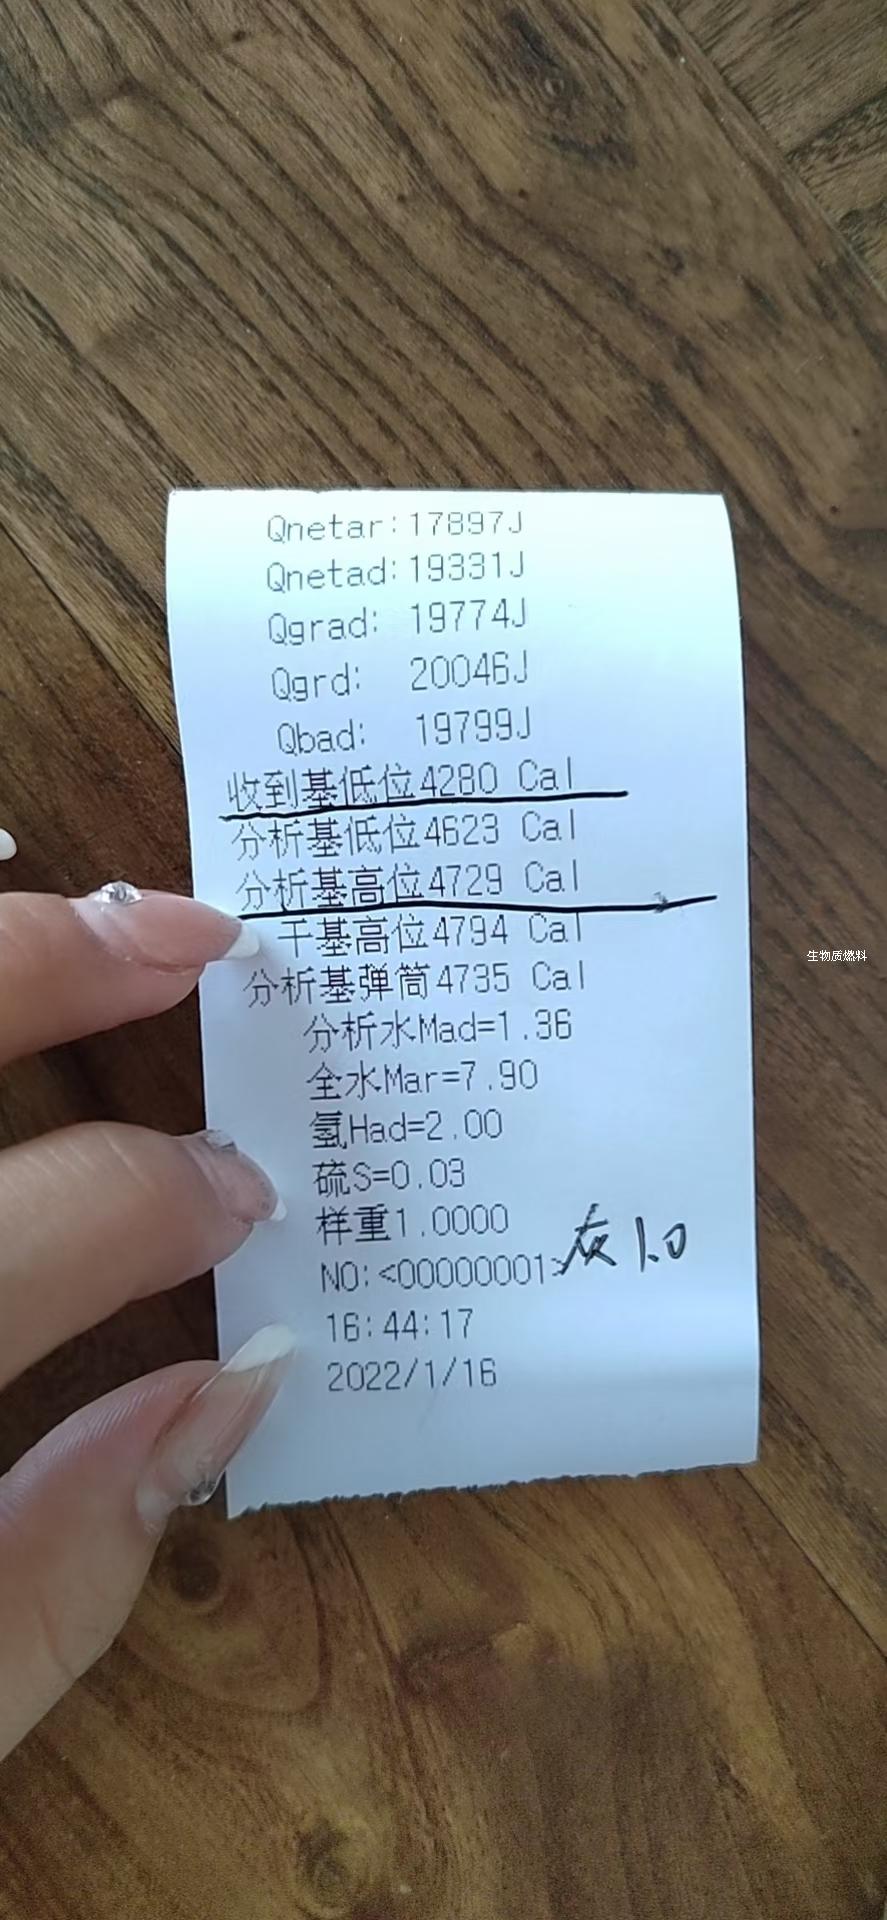 Qnetar:17897J
Qnetad:19331J
Qgrad: 19774J
Qgrd: 20046J
Qbad: 19799J
收到基低位4280 Cal
分析基低位4623 Cal
分析基高位4729 Cal
干基高位4794 Cal
生物质燃料
分析基弹筒4735 Cal
分析水Mad=1.36
全水Mar=7.90
氢Had=2.00
硫S=0.03
样重1.0000
灰 1.0
NO:<00000001>
16:44:17
2022/1/16